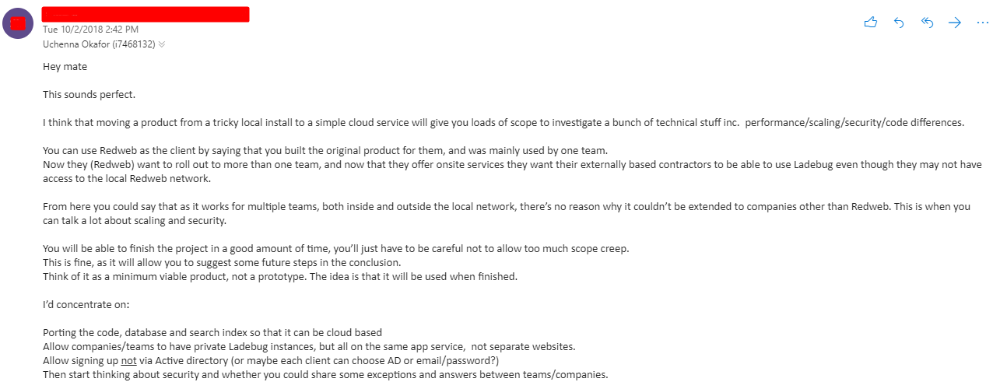 Tue 10/2/2018 2:42 PM
Uchenna Okafor (i7468132)
Hey mate
This sounds perfect.
I think that moving a product from a tricky local install to a simple cloud service will give you loads of scope to investigate a bunch of technical stuff inc.  performance/scaling/security/code differences.
You can use Redweb as the client by saying that you built the original product for them, and was mainly used by one team.
Now they (Redweb) want to roll out to more than one team, and now that they offer onsite services they want their externally based contractors to be able to use Ladebug even though they may not have
access to the local Redweb network.
From here you could say that as it works for multiple teams, both inside and outside the local network, there’s no reason why it couldn’t be extended to companies other than Redweb. This is when you
can talk a lot about scaling and security.
You will be able to finish the project in a good amount of time, you’ll just have to be careful not to allow too much scope creep.
This is fine, as it will allow you to suggest some future steps in the conclusion.
Think of it as a minimum viable product, not a prototype. The idea is that it will be used when finished.
I’d concentrate on:
Porting the code, database and search index so that it can be cloud based
Allow companies/teams to have private Ladebug instances, but all on the same app service,  not separate websites.
Allow signing up not via Active directory (or maybe each client can choose AD or email/password?)
Then start thinking about security and whether you could share some exceptions and answers between teams/companies.